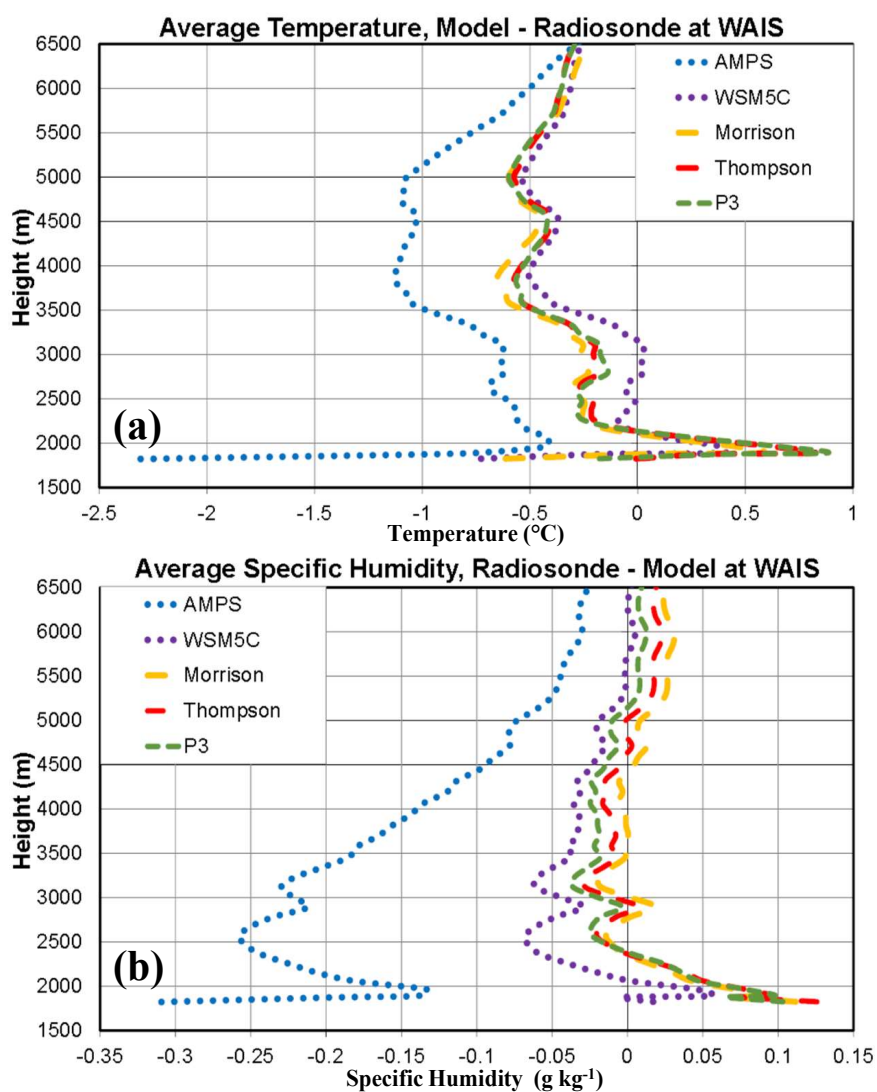 Average Temperature, Model - Radiosonde at WAIS
6500
6000
5500
5000
4500
4000
3500
3000
2500
2000
1500
Height (m)
AMPS
WSM5C
Morrison
Thompson
P3
(a)
-2.5 -2 -1.5 -1 -0.5 0 0.5 1
Temperature (°C)
Average Specific Humidity, Radiosonde - Model at WAIS
6500
6000
5500
5000
4500
4000
3500
3000
2500
2000
1500
Height (m)
AMPS
WSM5C
Morrison
Thompson
P3
(b)
-0.35 -0.3 -0.25 -0.2 -0.15 -0.1 -0.05 0 0.05 0.1 0.15
Specific Humidity (g kg⁻¹)